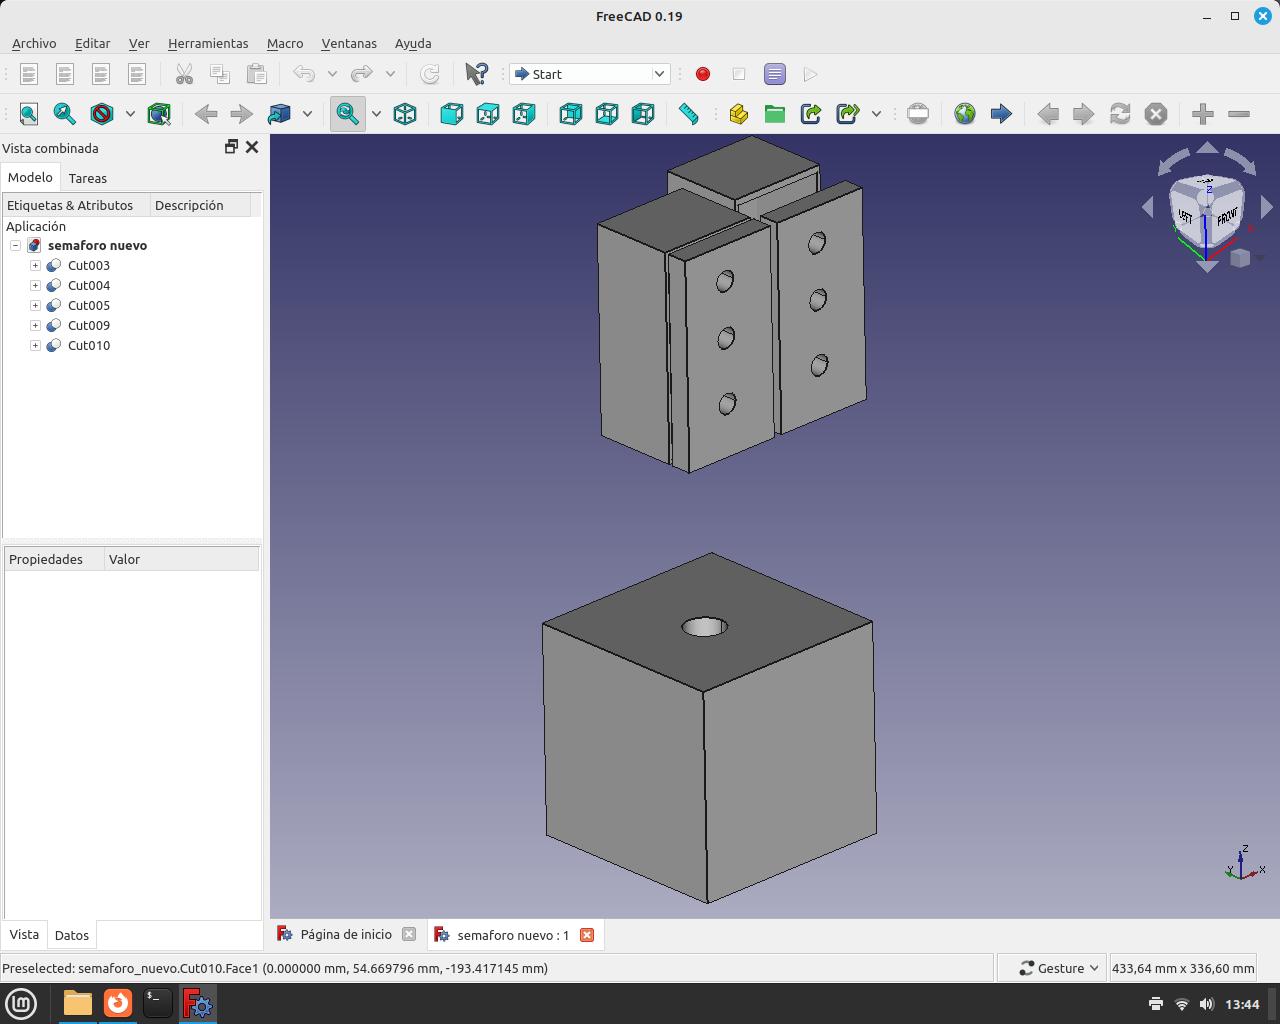 FreeCAD 0.19
Archivo Editar Ver Herramientas Macro Ventanas Ayuda
Start
Vista combinada
Modelo Tareas
Etiquetas & Atributos Descripción
Aplicación
semaforo nuevo
Cut003
Cut004
Cut005
Cut009
Cut010
Propiedades Valor
Vista Datos
Z
LEFT FRONT
Z
Y X
Página de inicio semaforo nuevo : 1
Preselected: semaforo_nuevo.Cut010.Face1 (0.000000 mm, 54.669796 mm, -193.417145 mm) Gesture 433,64 mm x 336,60 mm
13:44